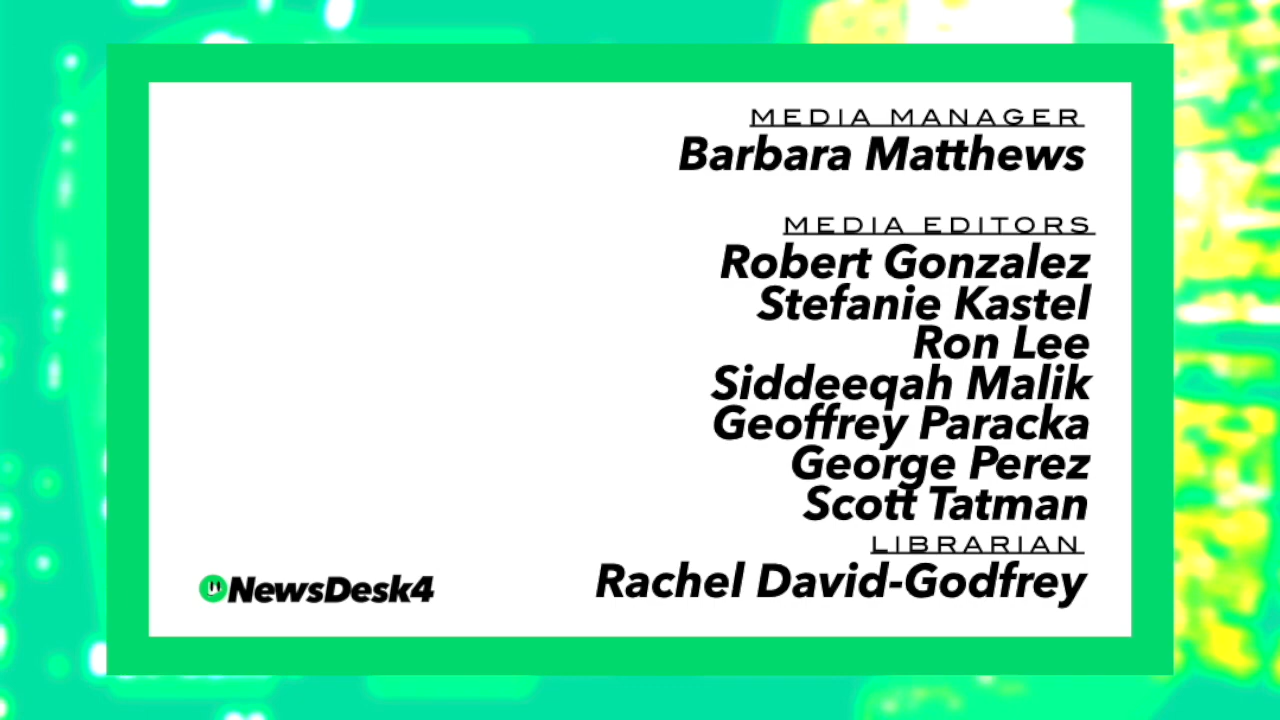 MEDIA MANAGER
Barbara Matthews
MEDIA EDITORS
Robert Gonzalez
Stefanie Kastel
Ron Lee
Siddeeqah Malik
Geoffrey Paracka
George Perez
Scott Tatman
LIBRARIAN
Rachel David-Godfrey
NewsDesk4